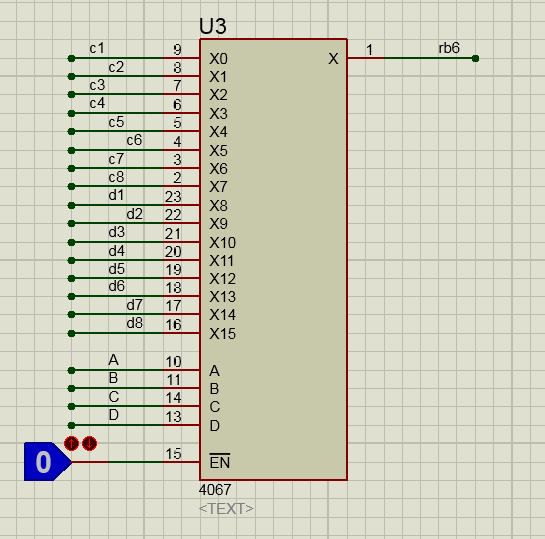 U3
c1 9 X0 X 1 rb6
c2 8 X1
c3 7 X2
c4 6 X3
c5 5 X4
c6 4 X5
c7 3 X6
c8 2 X7
d1 23 X8
d2 22 X9
d3 21 X10
d4 20 X11
d5 19 X12
d6 18 X13
d7 17 X14
d8 16 X15
A 10 A
B 11 B
C 14 C
D 13 D
0 15 EN
4067
<TEXT>